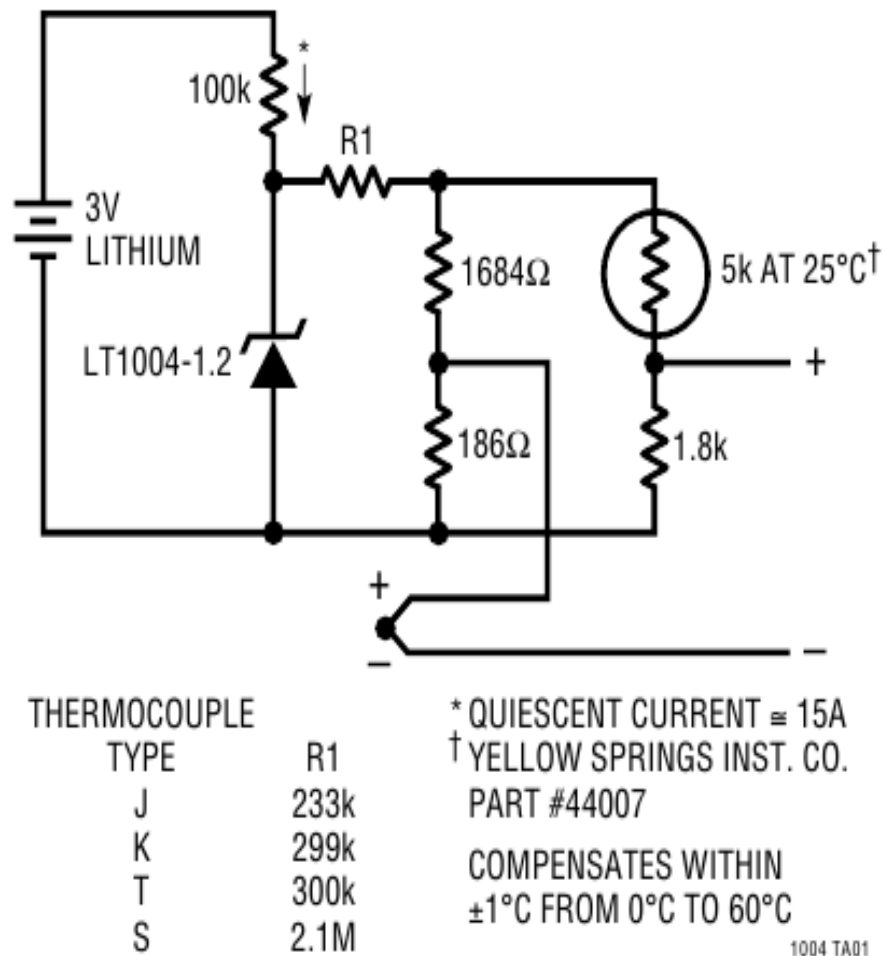 *
100k
R1
3V
LITHIUM
1684Ω
5k AT 25°C†
LT1004-1.2
+
186Ω
1.8k
+
–
–
THERMOCOUPLE
TYPE R1
J 233k
K 299k
T 300k
S 2.1M
* QUIESCENT CURRENT ≅ 15A
† YELLOW SPRINGS INST. CO.
PART #44007
COMPENSATES WITHIN
±1°C FROM 0°C TO 60°C
1004 TA01